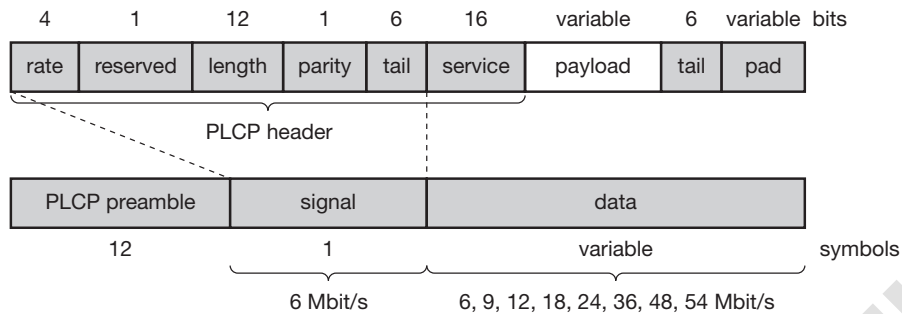 4 1 12 1 6 16 variable 6 variable bits
rate reserved length parity tail service payload tail pad
PLCP header
PLCP preamble signal data
12 1 variable symbols
6 Mbit/s 6, 9, 12, 18, 24, 36, 48, 54 Mbit/s